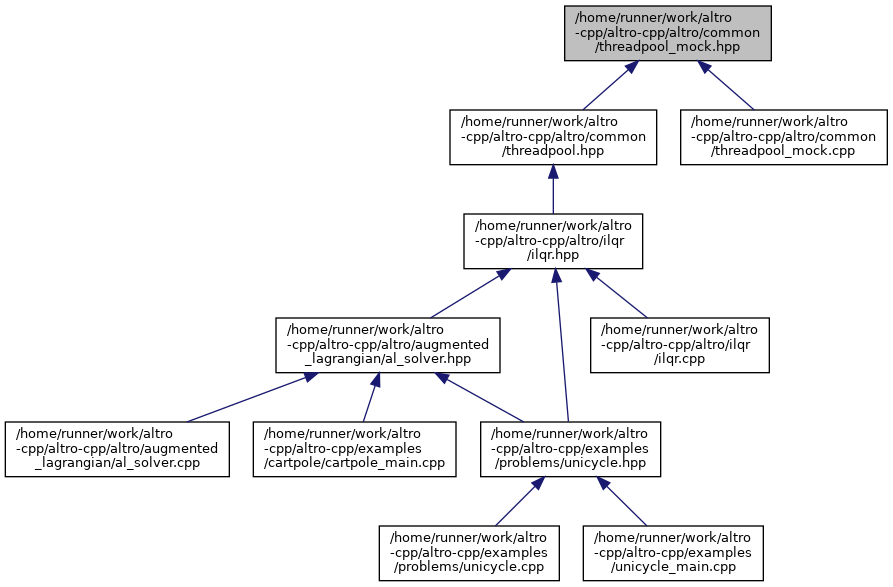 /home/runner/work/altro
-cpp/altro-cpp/altro/common
/threadpool_mock.hpp
/home/runner/work/altro
-cpp/altro-cpp/altro/common
/threadpool.hpp
/home/runner/work/altro
-cpp/altro-cpp/altro/common
/threadpool_mock.cpp
/home/runner/work/altro
-cpp/altro-cpp/altro/ilqr
/ilqr.hpp
/home/runner/work/altro
-cpp/altro-cpp/altro/augmented
_lagrangian/al_solver.hpp
/home/runner/work/altro
-cpp/altro-cpp/altro/ilqr
/ilqr.cpp
/home/runner/work/altro
-cpp/altro-cpp/altro/augmented
_lagrangian/al_solver.cpp
/home/runner/work/altro
-cpp/altro-cpp/examples
/cartpole/cartpole_main.cpp
/home/runner/work/altro
-cpp/altro-cpp/examples
/problems/unicycle.hpp
/home/runner/work/altro
-cpp/altro-cpp/examples
/problems/unicycle.cpp
/home/runner/work/altro
-cpp/altro-cpp/examples
/unicycle_main.cpp